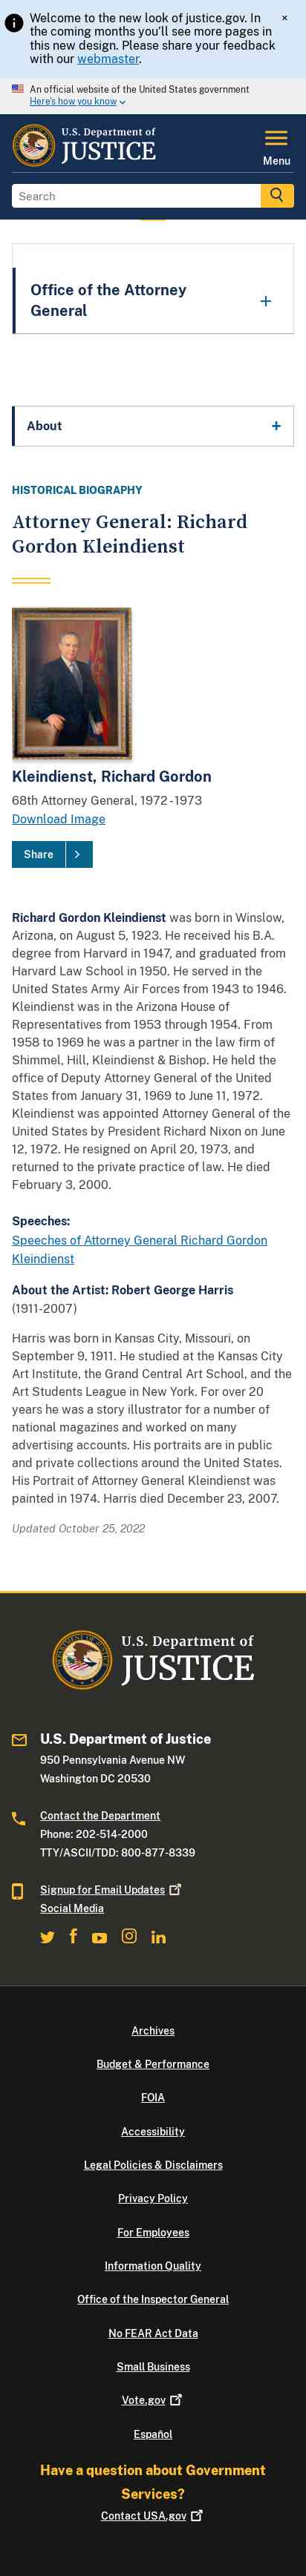 Welcome to the new look of justice.gov. In
the coming months you'll see more pages in
this new design. Please share your feedback
with our webmaster.
×
An official website of the United States government
Here's how you know
U.S. Department of
JUSTICE
Menu
Search
Office of the Attorney
General
+
About
+
HISTORICAL BIOGRAPHY
Attorney General: Richard
Gordon Kleindienst
Kleindienst, Richard Gordon
68th Attorney General, 1972-1973
Download Image
Share
Richard Gordon Kleindienst was born in Winslow,
Arizona, on August 5, 1923. He received his B.A.
degree from Harvard in 1947, and graduated from
Harvard Law School in 1950. He served in the
United States Army Air Forces from 1943 to 1946.
Kleindienst was in the Arizona House of
Representatives from 1953 through 1954. From
1958 to 1969 he was a partner in the law firm of
Shimmel, Hill, Kleindienst & Bishop. He held the
office of Deputy Attorney General of the United
States from January 31, 1969 to June 11, 1972.
Kleindienst was appointed Attorney General of the
United States by President Richard Nixon on June
12, 1972. He resigned on April 20, 1973, and
returned to the private practice of law. He died
February 3, 2000.
Speeches:
Speeches of Attorney General Richard Gordon
Kleindienst
About the Artist: Robert George Harris
(1911-2007)
Harris was born in Kansas City, Missouri, on
September 9, 1911. He studied at the Kansas City
Art Institute, the Grand Central Art School, and the
Art Students League in New York. For over 20
years he was a story illustrator for a number of
national magazines and worked on many
advertising accounts. His portraits are in public
and private collections around the United States.
His Portrait of Attorney General Kleindienst was
painted in 1974. Harris died December 23, 2007.
Updated October 25, 2022
U.S. Department of
JUSTICE
U.S. Department of Justice
950 Pennsylvania Avenue NW
Washington DC 20530
Contact the Department
Phone: 202-514-2000
TTY/ASCII/TDD: 800-877-8339
Signup for Email Updates
Social Media
Archives
Budget & Performance
FOIA
Accessibility
Legal Policies & Disclaimers
Privacy Policy
For Employees
Information Quality
Office of the Inspector General
No FEAR Act Data
Small Business
Vote.gov
Español
Have a question about Government
Services?
Contact USA.gov